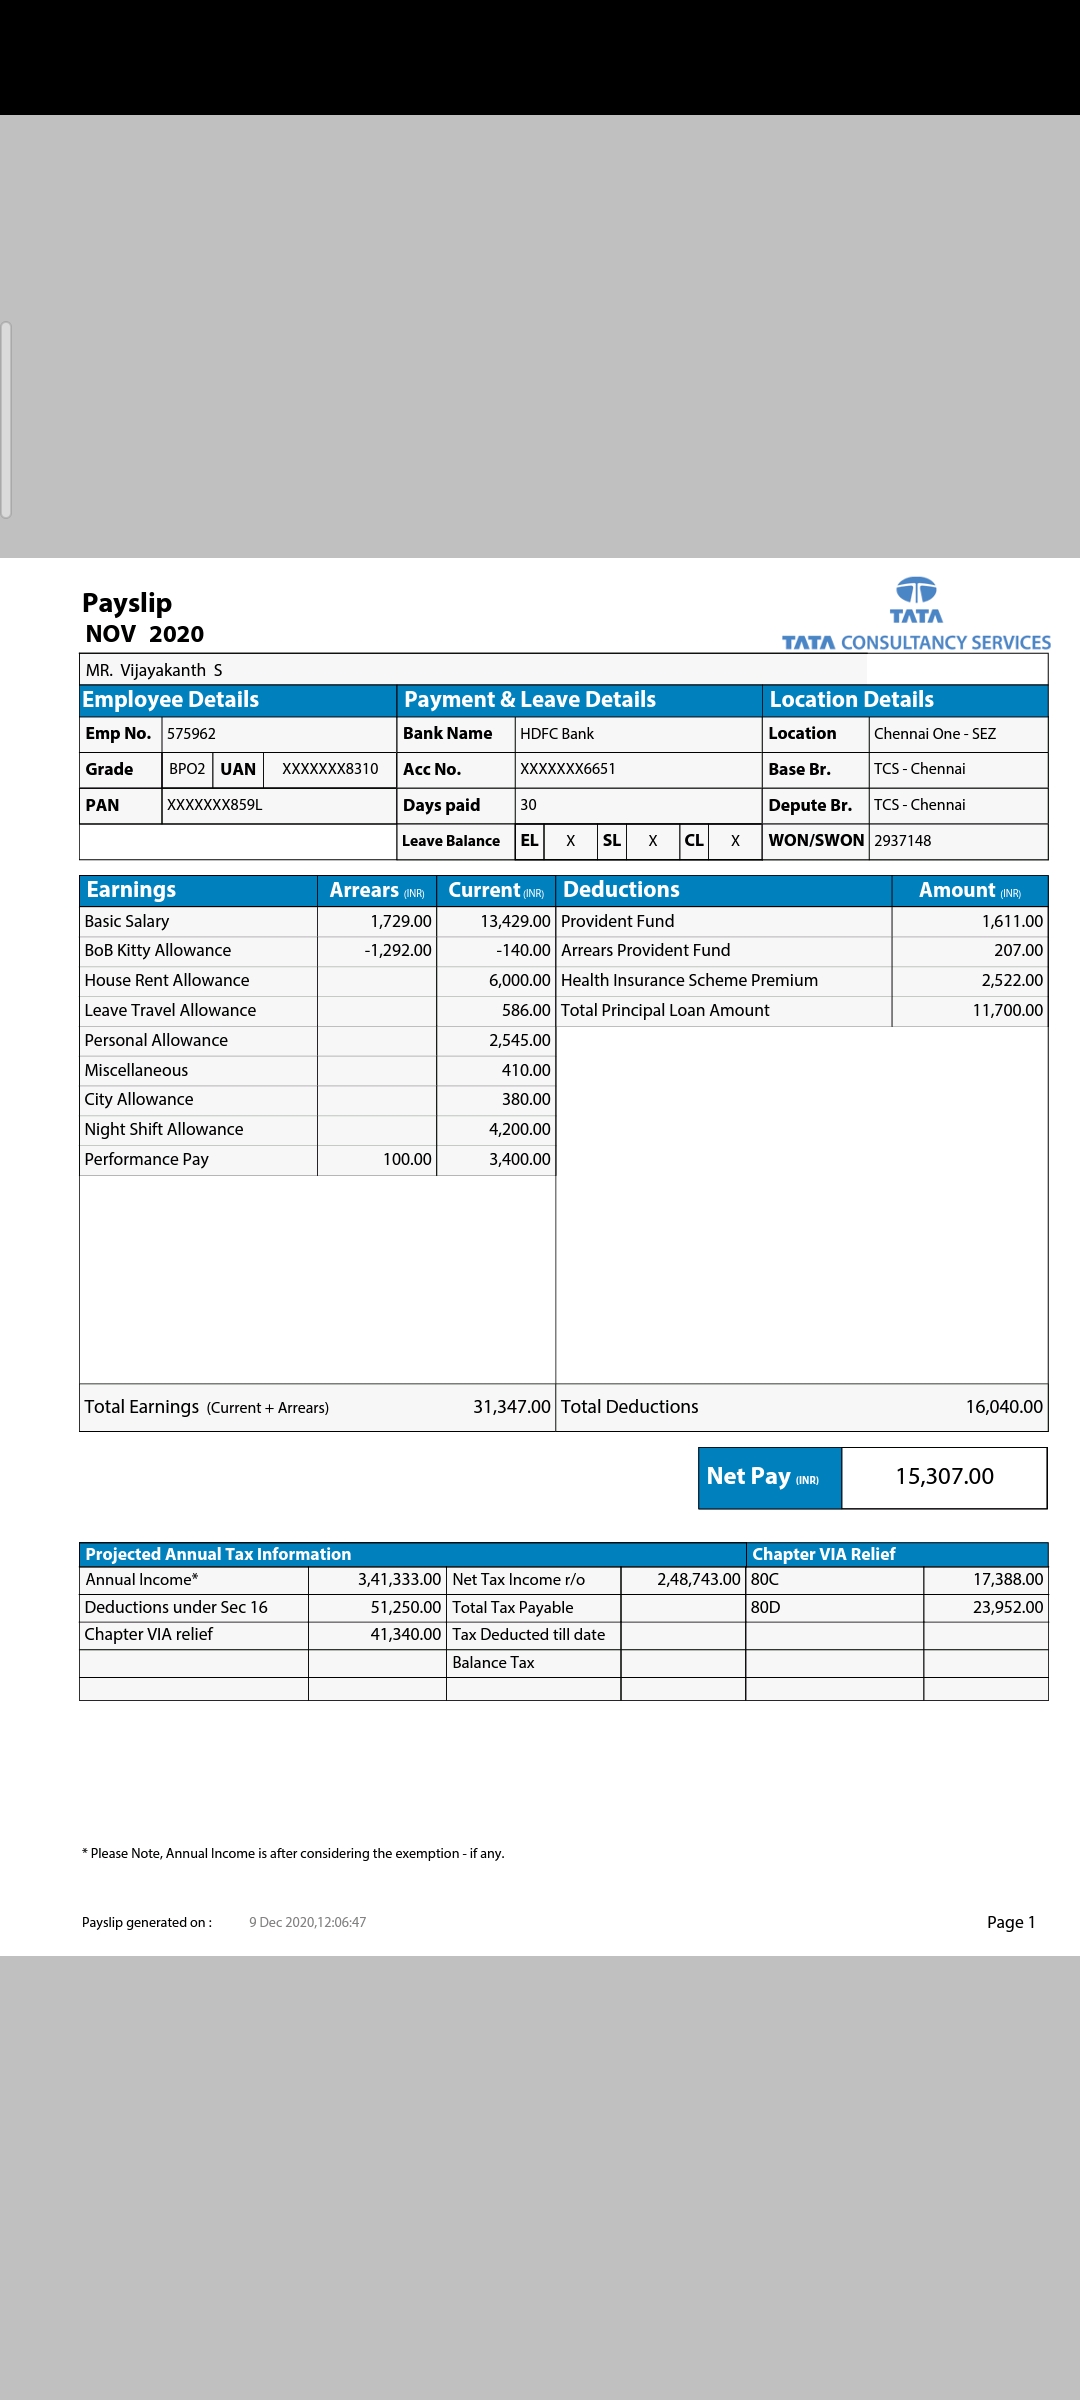 Payslip
NOV 2020
TATA
TATA CONSULTANCY SERVICES
MR. Vijayakanth S
Employee Details Payment & Leave Details Location Details
Emp No. 575962 Bank Name HDFC Bank Location Chennai One - SEZ
Grade BPO2 UAN XXXXXXX8310 Acc No. XXXXXXX6651 Base Br. TCS - Chennai
PAN XXXXXXX859L Days paid 30 Depute Br. TCS - Chennai
Leave Balance EL X SL X CL X WON/SWON 2937148
Earnings Arrears (INR) Current (INR) Deductions Amount (INR)
Basic Salary 1,729.00 13,429.00 Provident Fund 1,611.00
BoB Kitty Allowance -1,292.00 -140.00 Arrears Provident Fund 207.00
House Rent Allowance 6,000.00 Health Insurance Scheme Premium 2,522.00
Leave Travel Allowance 586.00 Total Principal Loan Amount 11,700.00
Personal Allowance 2,545.00
Miscellaneous 410.00
City Allowance 380.00
Night Shift Allowance 4,200.00
Performance Pay 100.00 3,400.00
Total Earnings (Current + Arrears) 31,347.00 Total Deductions 16,040.00
Net Pay (INR) 15,307.00
Projected Annual Tax Information Chapter VIA Relief
Annual Income* 3,41,333.00 Net Tax Income r/o 2,48,743.00 80C 17,388.00
Deductions under Sec 16 51,250.00 Total Tax Payable 80D 23,952.00
Chapter VIA relief 41,340.00 Tax Deducted till date
Balance Tax
* Please Note, Annual Income is after considering the exemption - if any.
Payslip generated on : 9 Dec 2020,12:06:47 Page 1